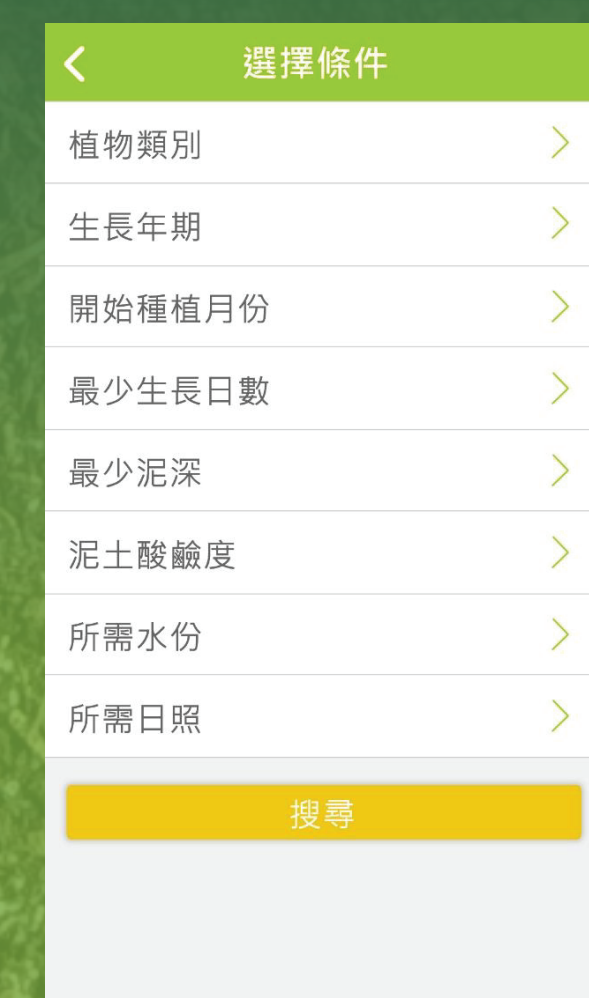 選擇條件
植物類別
生長年期
開始種植月份
最少生長日數
最少泥深
泥土酸鹼度
所需水份
所需日照
搜尋